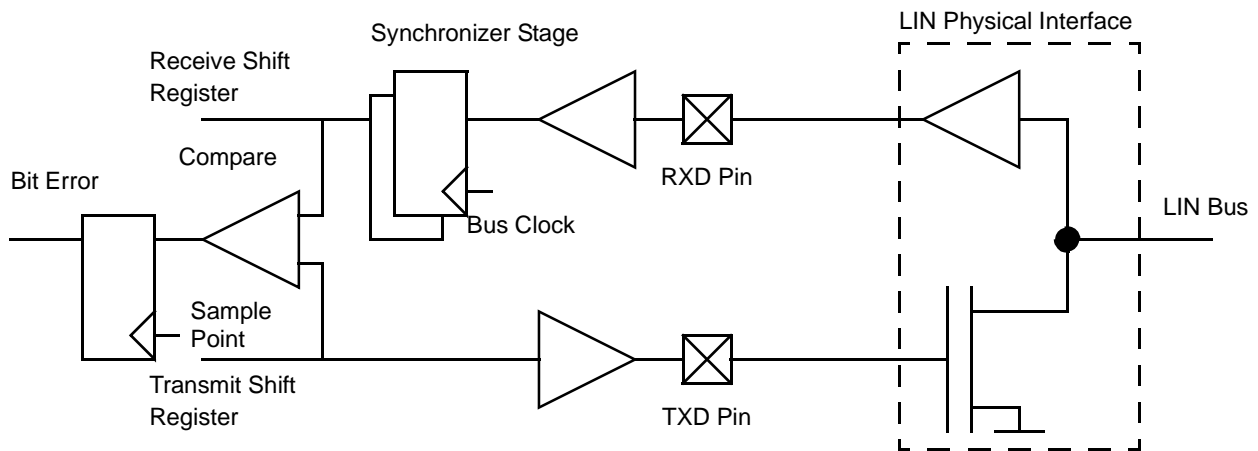 LIN Physical Interface
Synchronizer Stage
Receive Shift
Register
Compare
RXD Pin
Bit Error
Bus Clock
LIN Bus
Sample
Point
Transmit Shift
Register
TXD Pin